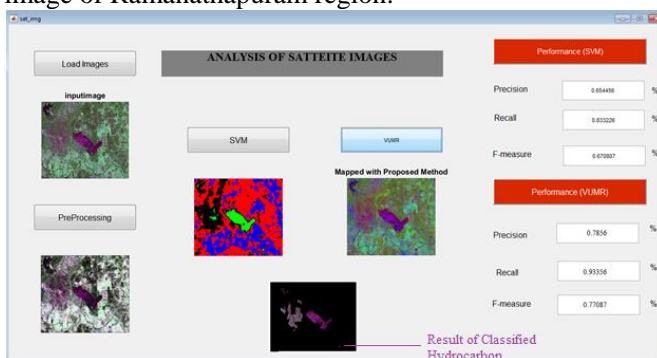 image of Ramanathapuram region.
sat_img
Load Images
ANALYSIS OF SATTEITE IMAGES
Performance (SVM)
inputimage
Precision
0.654456
%
SVM
VUMR
Recall
0.833226
%
F-measure
0.670807
%
Mapped with Proposed Method
Performance (VUMR)
PreProcessing
Precision
0.7856
%
Recall
0.93356
%
F-measure
0.77087
%
Result of Classified
Hydrocarbon